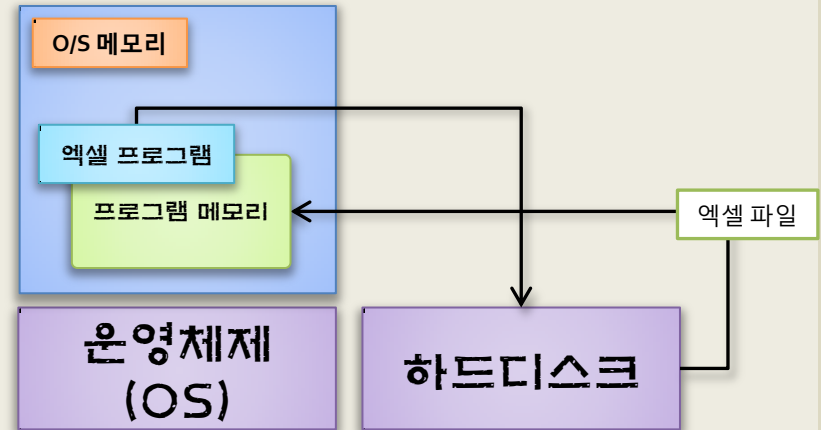 O/S 메모리
엑셀 프로그램
프로그램 메모리
엑셀 파일
운영체제
(OS)
하드디스크